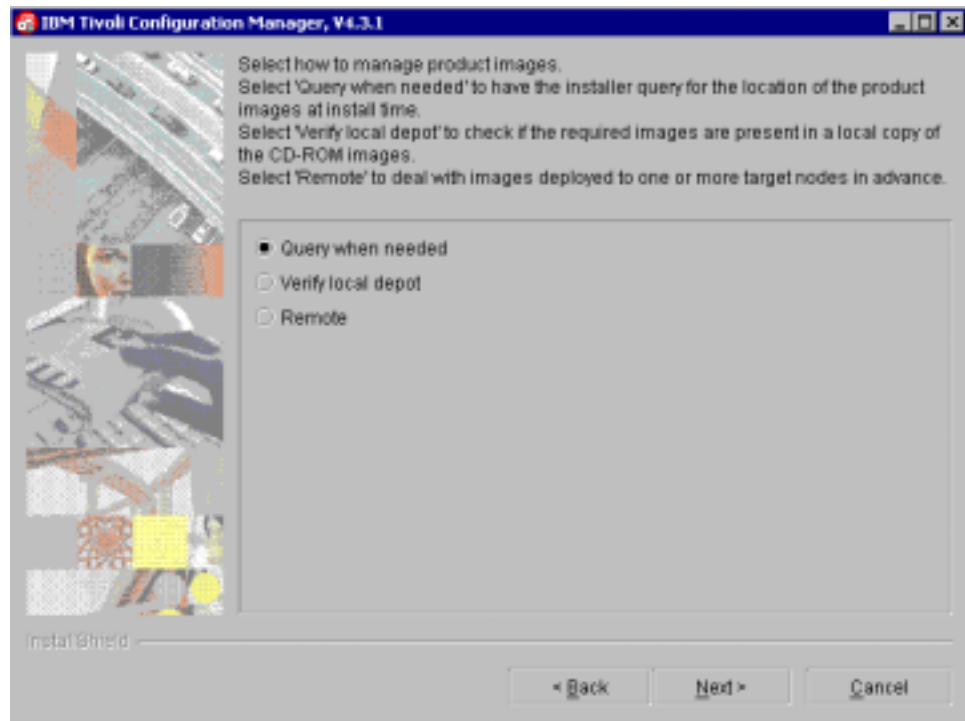 IBM Tivoli Configuration Manager, V4.3.1
Select how to manage product images.
Select 'Query when needed' to have the installer query for the location of the product
images at install time.
Select 'Verify local depot' to check if the required images are present in a local copy of
the CD-ROM images.
Select 'Remote' to deal with images deployed to one or more target nodes in advance.
Query when needed
Verify local depot
Remote
InstallShield
< Back
Next >
Cancel